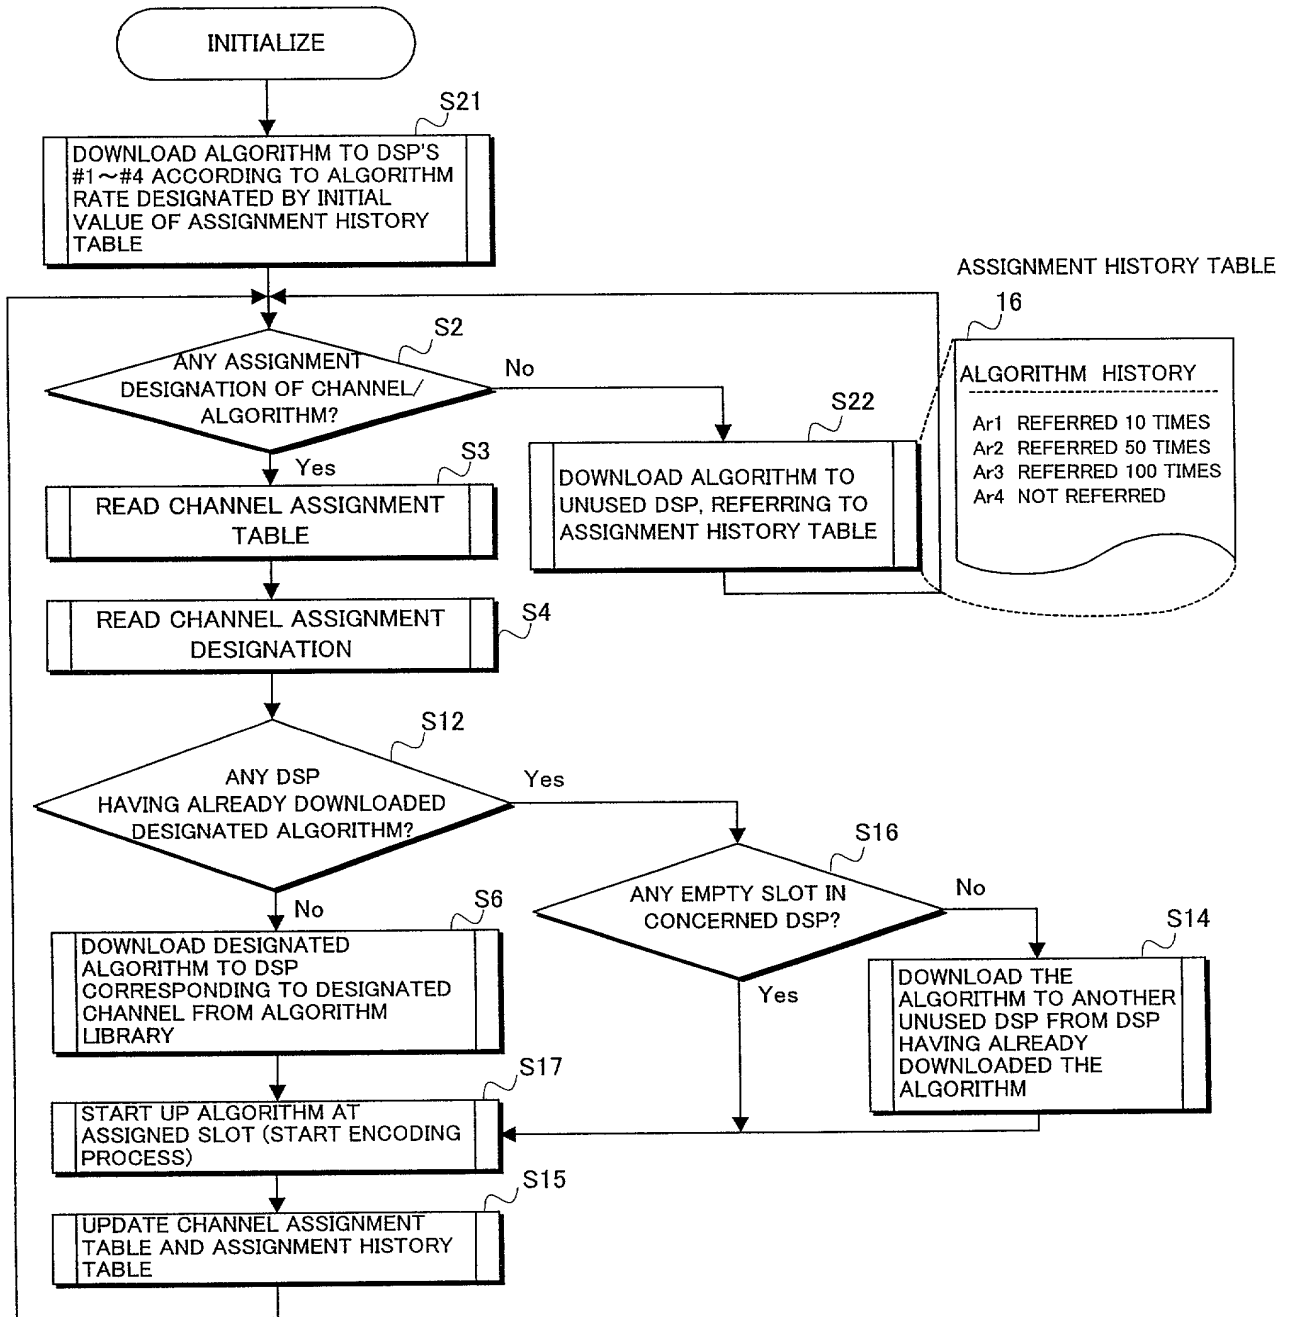 INITIALIZE
S21
DOWNLOAD ALGORITHM TO DSP'S
#1~#4 ACCORDING TO ALGORITHM
RATE DESIGNATED BY INITIAL
VALUE OF ASSIGNMENT HISTORY
TABLE
ASSIGNMENT HISTORY TABLE
16
ALGORITHM HISTORY
Ar1 REFERRED 10 TIMES
Ar2 REFERRED 50 TIMES
Ar3 REFERRED 100 TIMES
Ar4 NOT REFERRED
S2
ANY ASSIGNMENT
DESIGNATION OF CHANNEL/
ALGORITHM?
No
Yes
S22
DOWNLOAD ALGORITHM TO
UNUSED DSP, REFERRING TO
ASSIGNMENT HISTORY TABLE
S3
READ CHANNEL ASSIGNMENT
TABLE
S4
READ CHANNEL ASSIGNMENT
DESIGNATION
S12
ANY DSP
HAVING ALREADY DOWNLOADED
DESIGNATED ALGORITHM?
Yes
No
S16
ANY EMPTY SLOT IN
CONCERNED DSP?
No
Yes
S6
DOWNLOAD DESIGNATED
ALGORITHM TO DSP
CORRESPONDING TO DESIGNATED
CHANNEL FROM ALGORITHM
LIBRARY
S14
DOWNLOAD THE
ALGORITHM TO ANOTHER
UNUSED DSP FROM DSP
HAVING ALREADY
DOWNLOADED THE
ALGORITHM
S17
START UP ALGORITHM AT
ASSIGNED SLOT (START ENCODING
PROCESS)
S15
UPDATE CHANNEL ASSIGNMENT
TABLE AND ASSIGNMENT HISTORY
TABLE